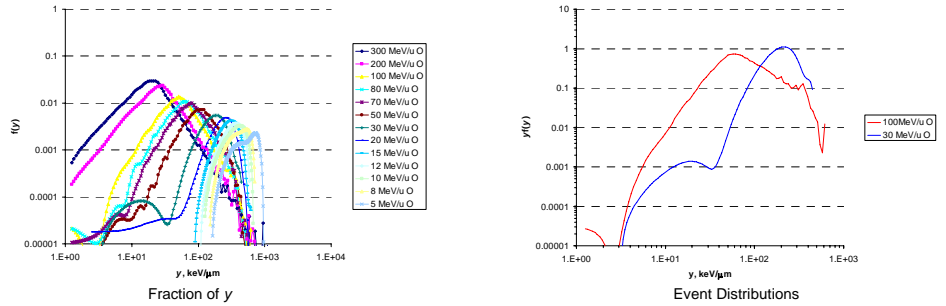 1
0.1
0.01
0.001
0.0001
0.00001
f(y)
1.E+00 1.E+01 1.E+02 1.E+03 1.E+04
y, keV/μm
Fraction of y
300 MeV/u O
200 MeV/u O
100 MeV/u O
80 MeV/u O
70 MeV/u O
50 MeV/u O
30 MeV/u O
20 MeV/u O
15 MeV/u O
12 MeV/u O
10 MeV/u O
8 MeV/u O
5 MeV/u O
10
1
0.1
0.01
0.001
0.0001
0.00001
yf(y)
1.E+00 1.E+01 1.E+02 1.E+03
y, keV/μm
Event Distributions
100MeV/u O
30 MeV/u O